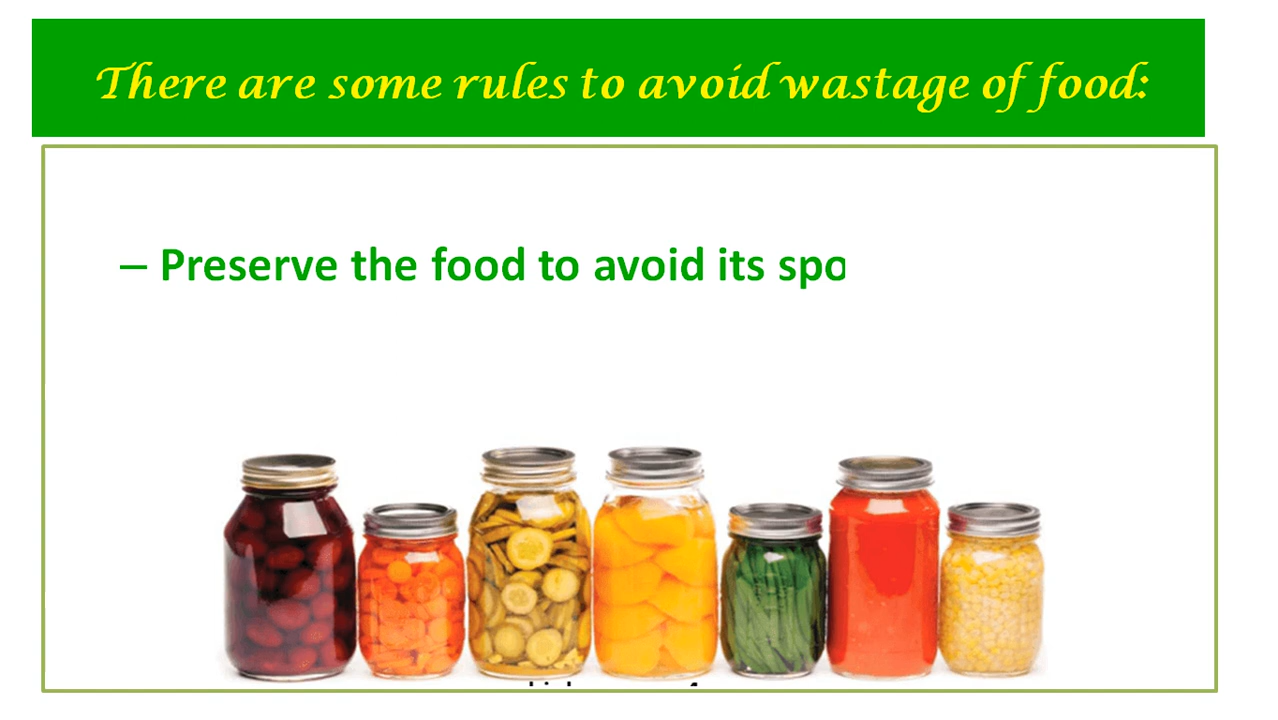 There are some rules to avoid wastage of food:
– Preserve the food to avoid its spo